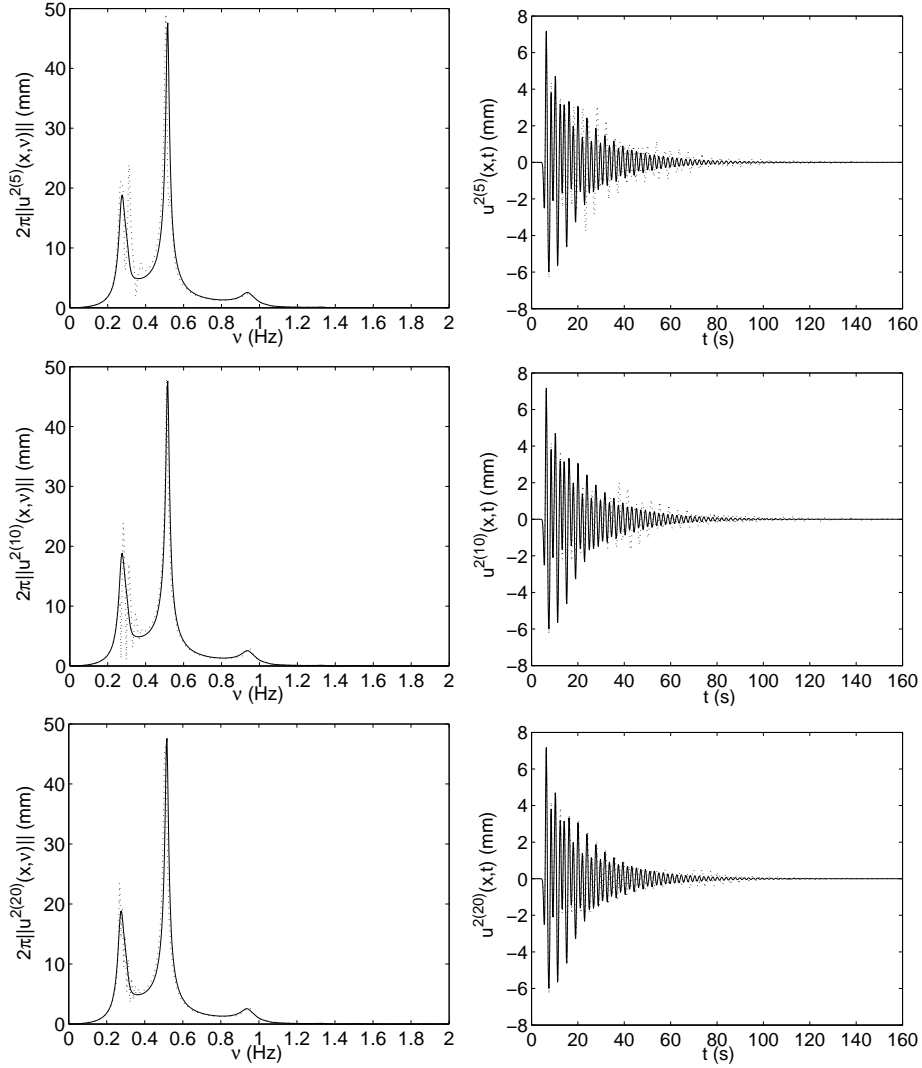 50
40
30
20
10
0
2π||u²⁽⁵⁾(x,ν)|| (mm)
0 0.2 0.4 0.6 0.8 1 1.2 1.4 1.6 1.8 2
ν (Hz)
8
6
4
2
0
−2
−4
−6
−8
u²⁽⁵⁾(x,t) (mm)
0 20 40 60 80 100 120 140 160
t (s)
50
40
30
20
10
0
2π||u²⁽¹⁰⁾(x,ν)|| (mm)
0 0.2 0.4 0.6 0.8 1 1.2 1.4 1.6 1.8 2
ν (Hz)
8
6
4
2
0
−2
−4
−6
−8
u²⁽¹⁰⁾(x,t) (mm)
0 20 40 60 80 100 120 140 160
t (s)
50
40
30
20
10
0
2π||u²⁽²⁰⁾(x,ν)|| (mm)
0 0.2 0.4 0.6 0.8 1 1.2 1.4 1.6 1.8 2
ν (Hz)
8
6
4
2
0
−2
−4
−6
−8
u²⁽²⁰⁾(x,t) (mm)
0 20 40 60 80 100 120 140 160
t (s)